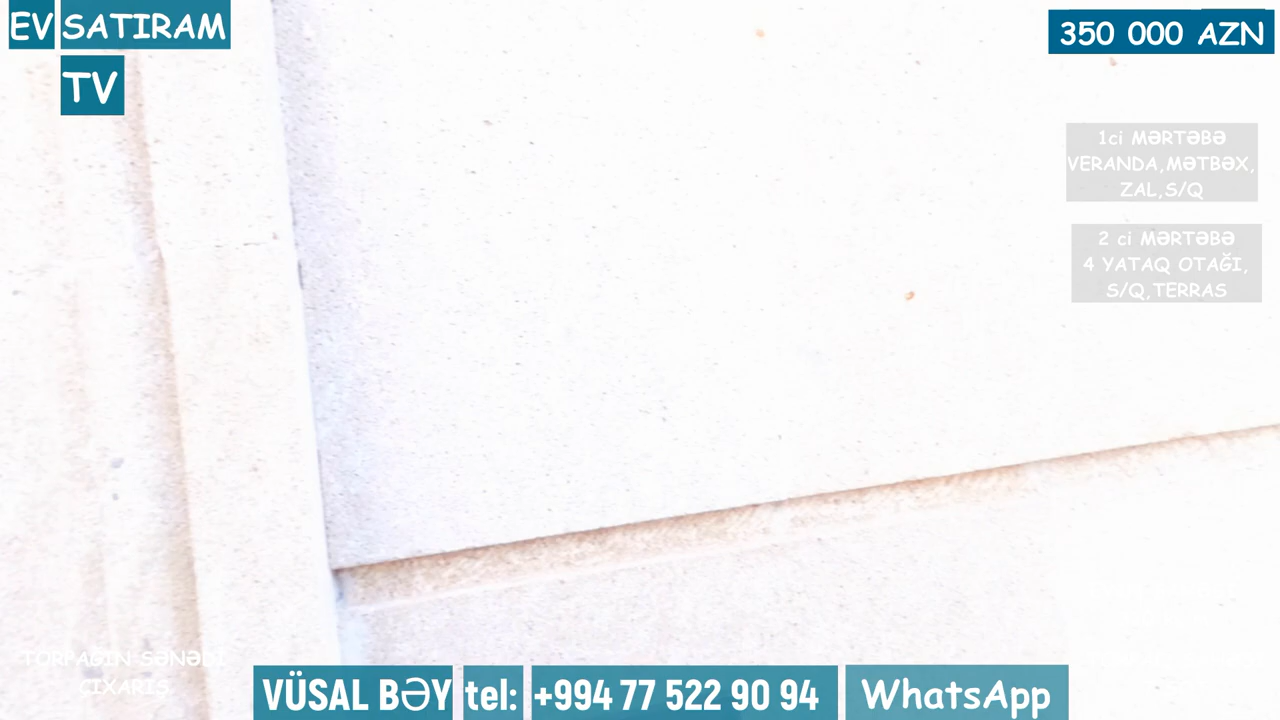 EV SATIRAM
TV
350 000 AZN
1ci MƏRTƏBƏ
VERANDA,MƏTBƏX,
ZAL,S/Q
2 ci MƏRTƏBƏ
4 YATAQ OTAĞI,
S/Q,TERRAS
TORPAĞIN SƏNƏDİ
ÇIXARIŞ
VÜSAL BƏY tel: +994 77 522 90 94 WhatsApp